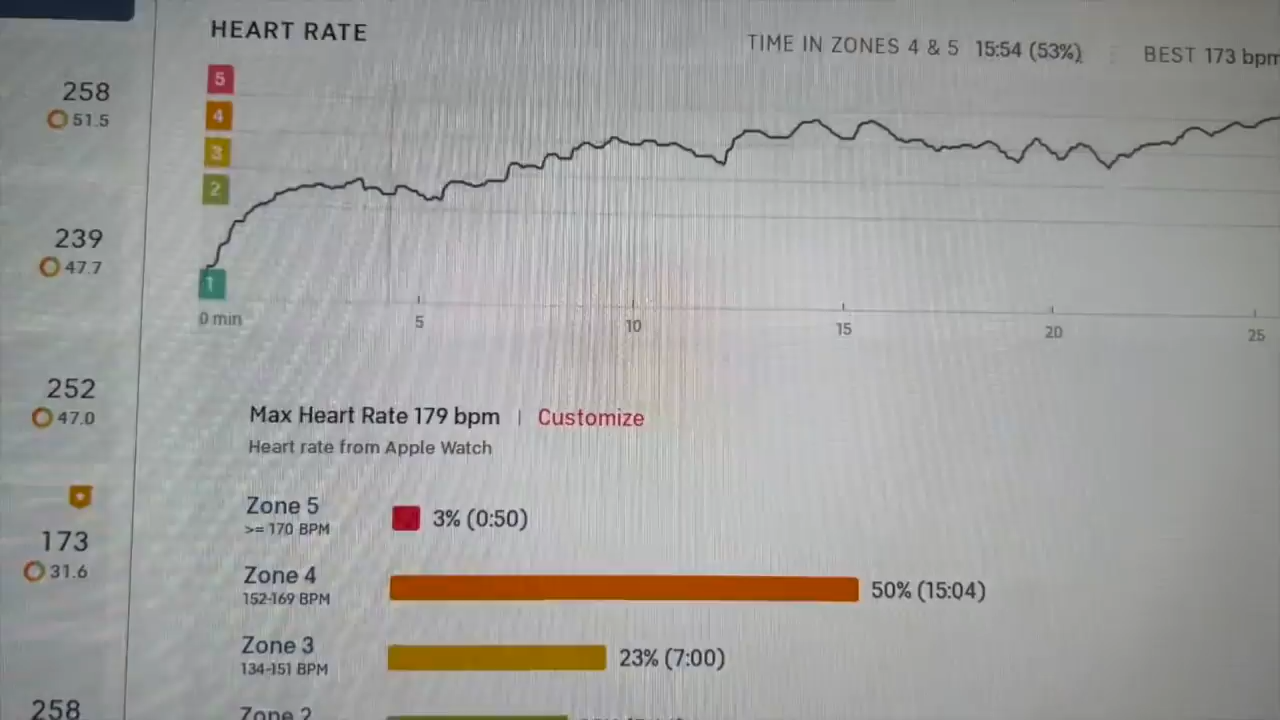 HEART RATE
TIME IN ZONES 4 & 5 15:54 (53%)
BEST 173 bpm
5
4
3
2
1
0 min
5
10
15
20
25
258
51.5
239
47.7
252
47.0
173
31.6
258
Max Heart Rate 179 bpm | Customize
Heart rate from Apple Watch
Zone 5
>= 170 BPM
3% (0:50)
Zone 4
152-169 BPM
50% (15:04)
Zone 3
134-151 BPM
23% (7:00)
Zone 2